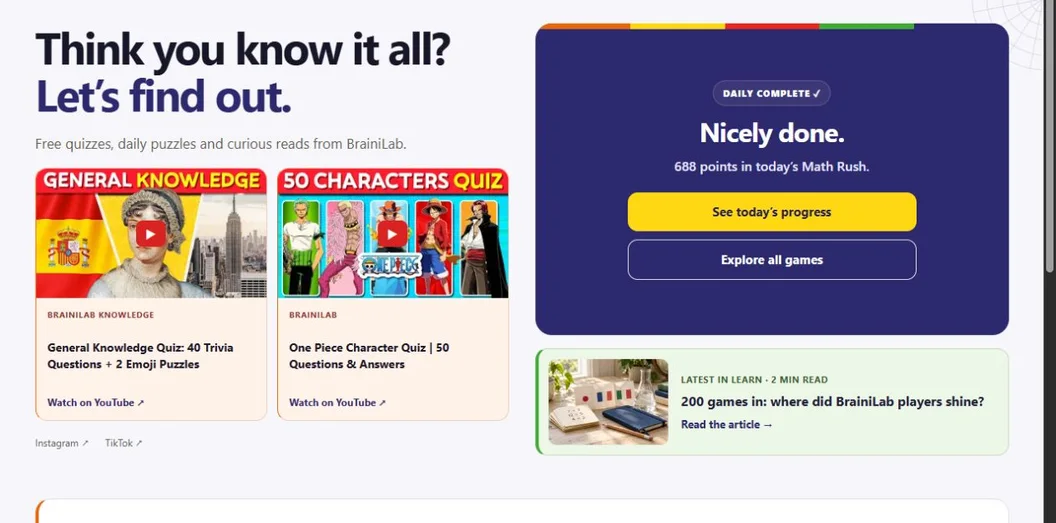 Think you know it all?
Let's find out.
Free quizzes, daily puzzles and curious reads from BrainiLab.
GENERAL KNOWLEDGE
BRAINILAB KNOWLEDGE
General Knowledge Quiz: 40 Trivia
Questions + 2 Emoji Puzzles
Watch on YouTube ↗
50 CHARACTERS QUIZ
ONE PIECE
BRAINILAB
One Piece Character Quiz | 50
Questions & Answers
Watch on YouTube ↗
Instagram ↗
TikTok ↗
DAILY COMPLETE ✓
Nicely done.
688 points in today's Math Rush.
See today's progress
Explore all games
LATEST IN LEARN · 2 MIN READ
200 games in: where did BrainiLab players shine?
Read the article →